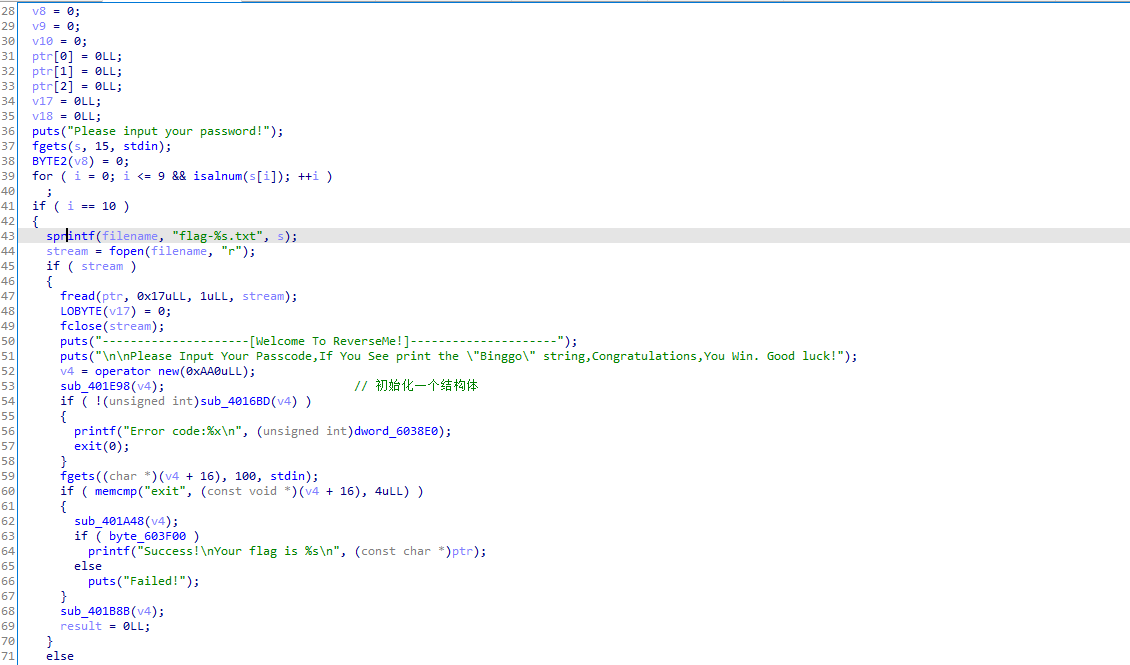 28 v8 = 0;
29 v9 = 0;
30 v10 = 0;
31 ptr[0] = 0LL;
32 ptr[1] = 0LL;
33 ptr[2] = 0LL;
34 v17 = 0LL;
35 v18 = 0LL;
36 puts("Please input your password!");
37 fgets(s, 15, stdin);
38 BYTE2(v8) = 0;
39 for ( i = 0; i <= 9 && isalnum(s[i]); ++i )
40 ;
41 if ( i == 10 )
42 {
43 sprintf(filename, "flag-%s.txt", s);
44 stream = fopen(filename, "r");
45 if ( stream )
46 {
47 fread(ptr, 0x17uLL, 1uLL, stream);
48 LOBYTE(v17) = 0;
49 fclose(stream);
50 puts("---------------------[Welcome To ReverseMe!]---------------------");
51 puts("\n\nPlease Input Your Passcode,If You See print the \"Binggo\" string,Congratulations,You Win. Good luck!");
52 v4 = operator new(0xAA0uLL);
53 sub_401E98(v4); // 初始化一个结构体
54 if ( !(unsigned int)sub_4016BD(v4) )
55 {
56 printf("Error code:%x\n", (unsigned int)dword_6038E0);
57 exit(0);
58 }
59 fgets((char *)(v4 + 16), 100, stdin);
60 if ( memcmp("exit", (const void *)(v4 + 16), 4uLL) )
61 {
62 sub_401A48(v4);
63 if ( byte_603F00 )
64 printf("Success!\nYour flag is %s\n", (const char *)ptr);
65 else
66 puts("Failed!");
67 }
68 sub_401B8B(v4);
69 result = 0LL;
70 }
71 else